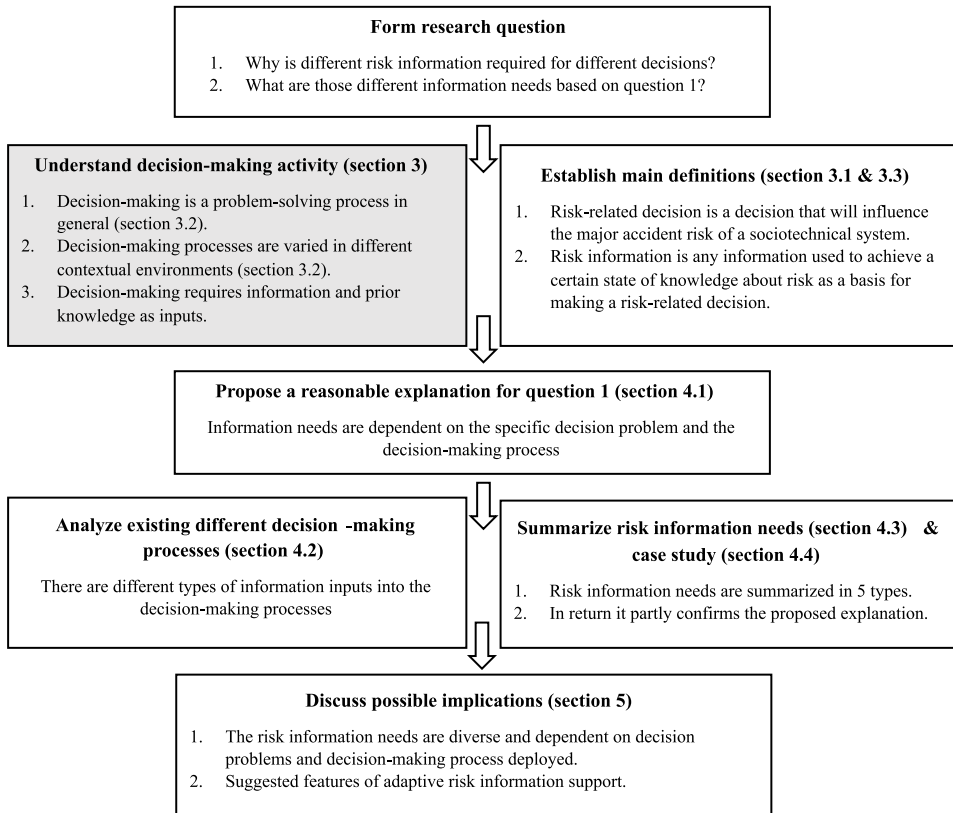 Form research question
1. Why is different risk information required for different decisions?
2. What are those different information needs based on question 1?
Understand decision-making activity (section 3)
1. Decision-making is a problem-solving process in
general (section 3.2).
2. Decision-making processes are varied in different
contextual environments (section 3.2).
3. Decision-making requires information and prior
knowledge as inputs.
Establish main definitions (section 3.1 & 3.3)
1. Risk-related decision is a decision that will influence
the major accident risk of a sociotechnical system.
2. Risk information is any information used to achieve a
certain state of knowledge about risk as a basis for
making a risk-related decision.
Propose a reasonable explanation for question 1 (section 4.1)
Information needs are dependent on the specific decision problem and the
decision-making process
Analyze existing different decision -making
processes (section 4.2)
There are different types of information inputs into the
decision-making processes
Summarize risk information needs (section 4.3) &
case study (section 4.4)
1. Risk information needs are summarized in 5 types.
2. In return it partly confirms the proposed explanation.
Discuss possible implications (section 5)
1. The risk information needs are diverse and dependent on decision
problems and decision-making process deployed.
2. Suggested features of adaptive risk information support.